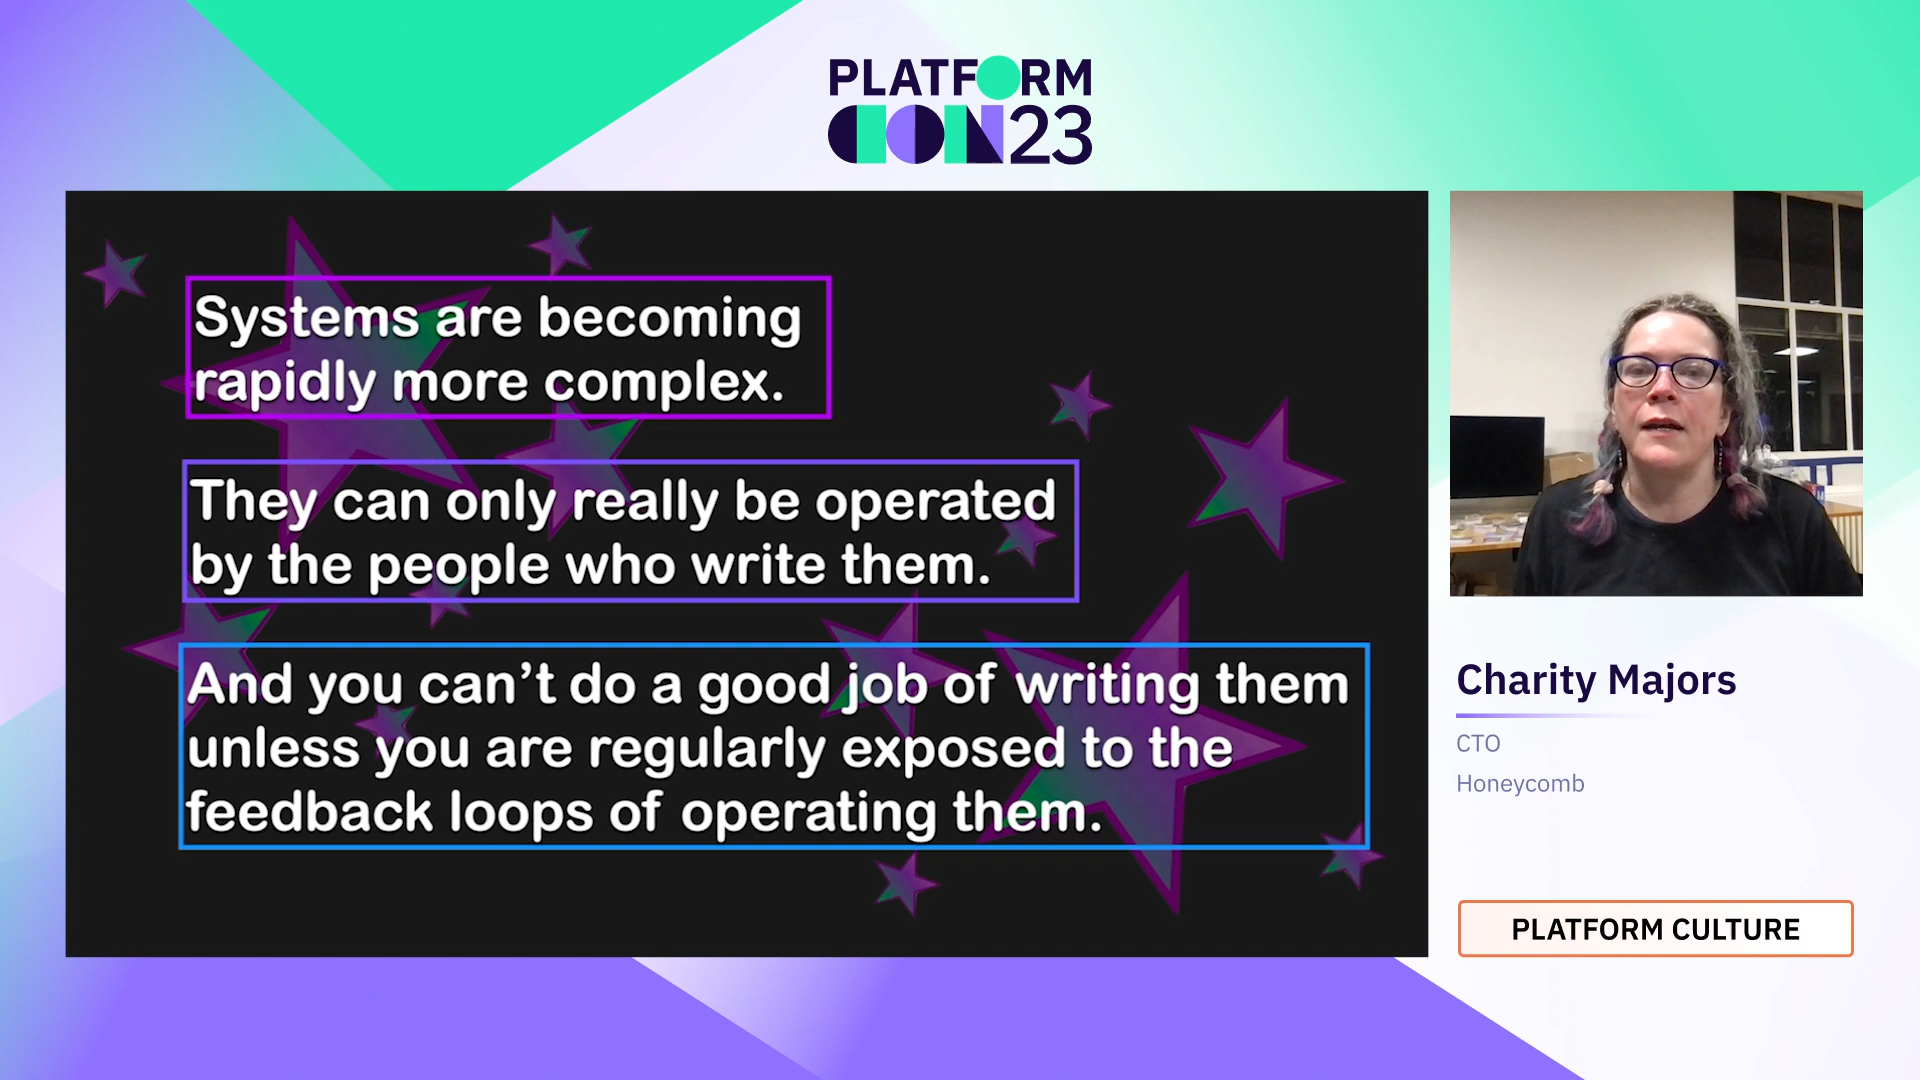 PLATFORM
CON23
Systems are becoming
rapidly more complex.
They can only really be operated
by the people who write them.
And you can’t do a good job of writing them
unless you are regularly exposed to the
feedback loops of operating them.
Charity Majors
CTO
Honeycomb
PLATFORM CULTURE